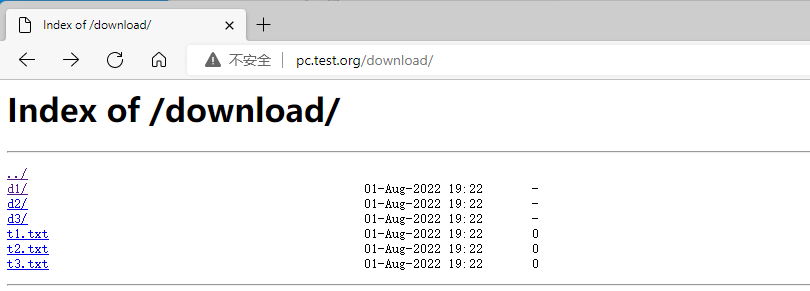 Index of /download/
不安全 | pc.test.org/download/
Index of /download/
../
d1/ 01-Aug-2022 19:22 -
d2/ 01-Aug-2022 19:22 -
d3/ 01-Aug-2022 19:22 -
t1.txt 01-Aug-2022 19:22 0
t2.txt 01-Aug-2022 19:22 0
t3.txt 01-Aug-2022 19:22 0